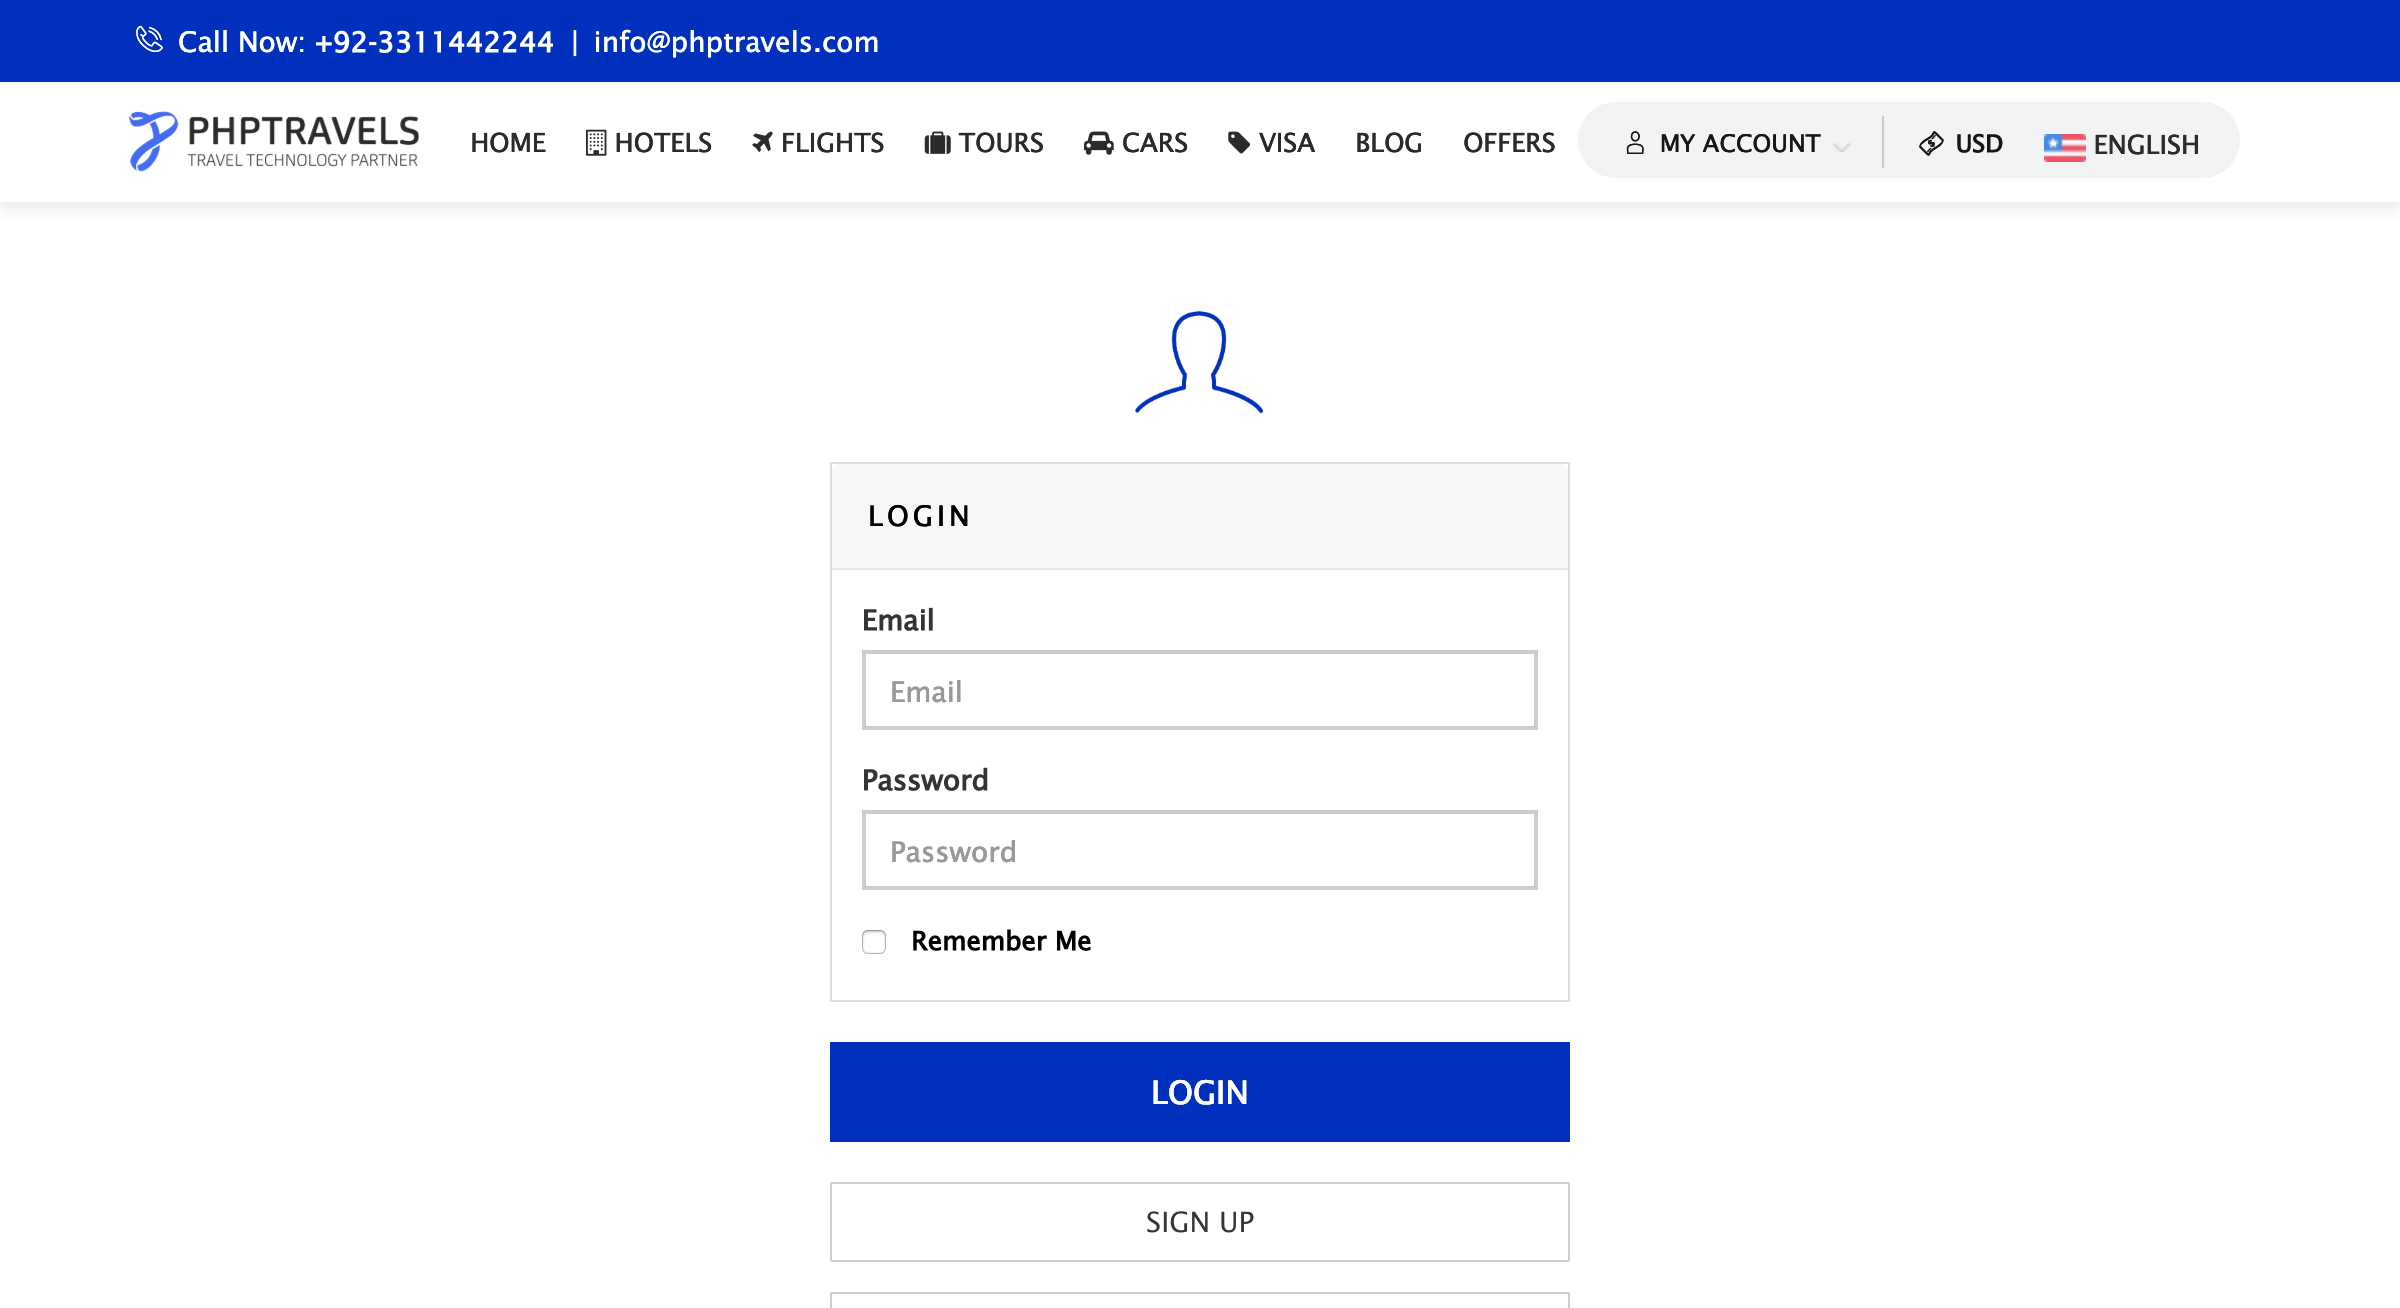 Call Now: +92-3311442244 | info@phptravels.com
PHPTRAVELS
TRAVEL TECHNOLOGY PARTNER
HOME HOTELS FLIGHTS TOURS CARS VISA BLOG OFFERS MY ACCOUNT USD ENGLISH
LOGIN
Email
Email
Password
Password
Remember Me
LOGIN
SIGN UP